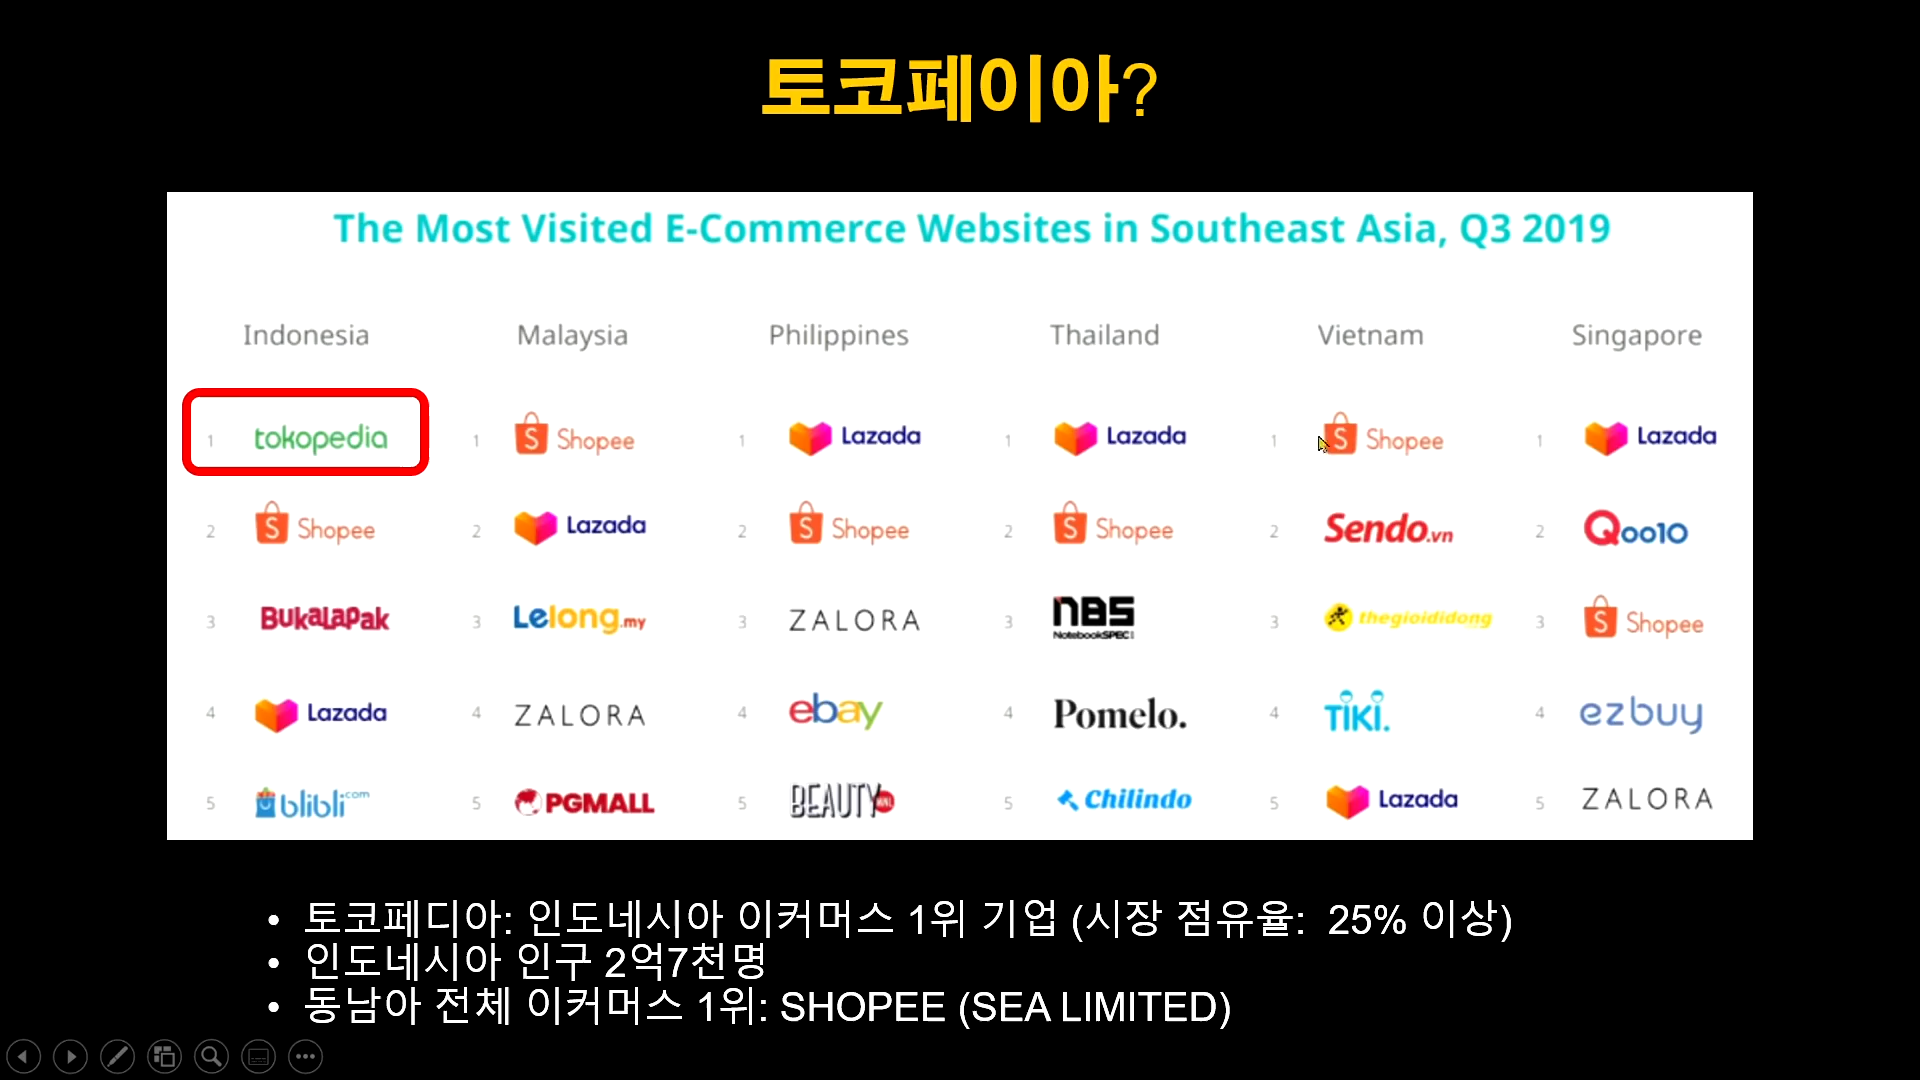 토코페이아?
The Most Visited E-Commerce Websites in Southeast Asia, Q3 2019
Indonesia Malaysia Philippines Thailand Vietnam Singapore
1 tokopedia 1 Shopee 1 Lazada 1 Lazada 1 Shopee 1 Lazada
2 Shopee 2 Lazada 2 Shopee 2 Shopee 2 Sendo.vn 2 Qoo10
3 BUKALAPAK 3 Lelong.my 3 ZALORA 3 NBS NotebookSPEC 3 thegioididong 3 Shopee
4 Lazada 4 ZALORA 4 ebay 4 Pomelo. 4 TIKI. 4 ezbuy
5 blibli.com 5 PGMALL 5 BEAUTY MNL 5 Chilindo 5 Lazada 5 ZALORA
• 토코페디아: 인도네시아 이커머스 1위 기업 (시장 점유율: 25% 이상)
• 인도네시아 인구 2억7천명
• 동남아 전체 이커머스 1위: SHOPEE (SEA LIMITED)